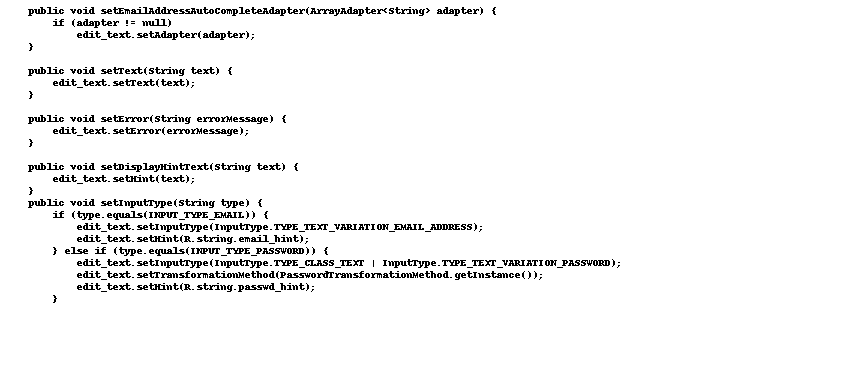 public void setEmailAddressAutoCompleteAdapter(ArrayAdapter<String> adapter) {
if (adapter != null)
edit_text.setAdapter(adapter);
}
public void setText(String text) {
edit_text.setText(text);
}
public void setError(String errorMessage) {
edit_text.setError(errorMessage);
}
public void setDisplayHintText(String text) {
edit_text.setHint(text);
}
public void setInputType(String type) {
if (type.equals(INPUT_TYPE_EMAIL)) {
edit_text.setInputType(InputType.TYPE_TEXT_VARIATION_EMAIL_ADDRESS);
edit_text.setHint(R.string.email_hint);
} else if (type.equals(INPUT_TYPE_PASSWORD)) {
edit_text.setInputType(InputType.TYPE_CLASS_TEXT | InputType.TYPE_TEXT_VARIATION_PASSWORD);
edit_text.setTransformationMethod(PasswordTransformationMethod.getInstance());
edit_text.setHint(R.string.passwd_hint);
}